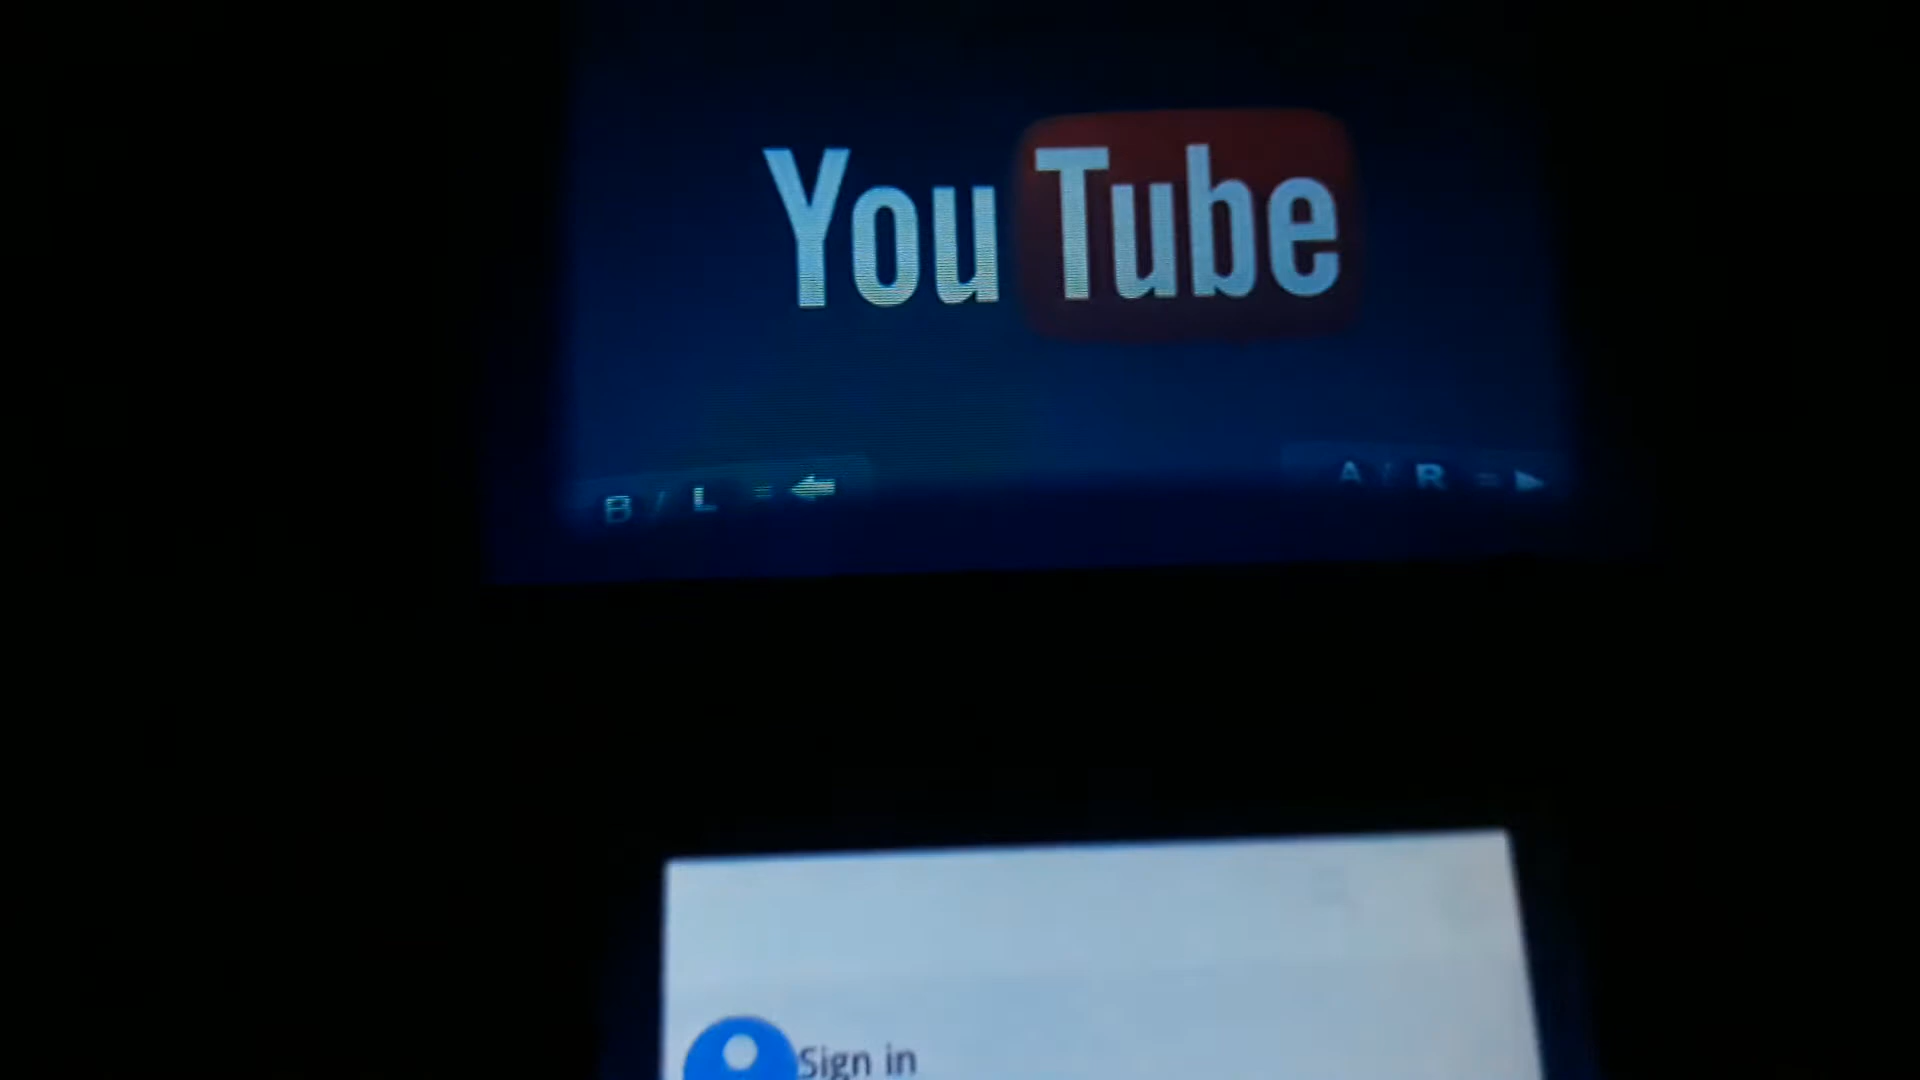 YouTube
B / L = ←
A / R = ▶
Sign in